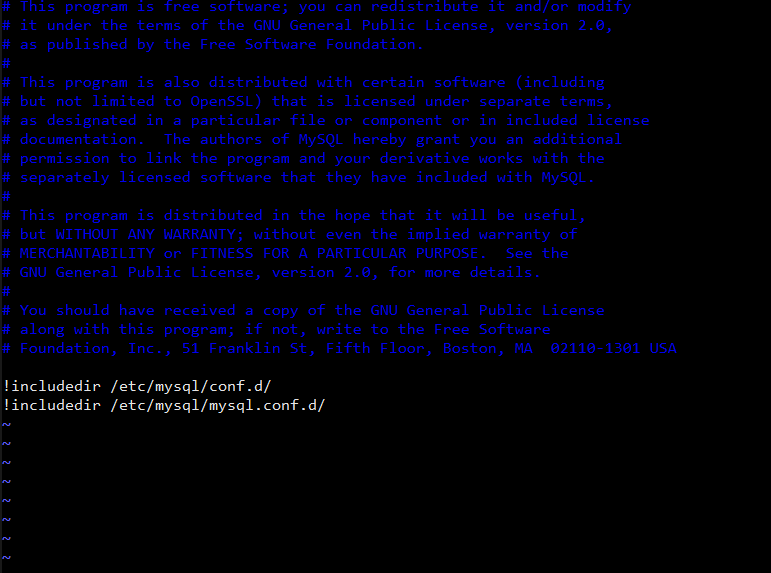 # This program is free software; you can redistribute it and/or modify
# it under the terms of the GNU General Public License, version 2.0,
# as published by the Free Software Foundation.
#
# This program is also distributed with certain software (including
# but not limited to OpenSSL) that is licensed under separate terms,
# as designated in a particular file or component or in included license
# documentation.  The authors of MySQL hereby grant you an additional
# permission to link the program and your derivative works with the
# separately licensed software that they have included with MySQL.
#
# This program is distributed in the hope that it will be useful,
# but WITHOUT ANY WARRANTY; without even the implied warranty of
# MERCHANTABILITY or FITNESS FOR A PARTICULAR PURPOSE.  See the
# GNU General Public License, version 2.0, for more details.
#
# You should have received a copy of the GNU General Public License
# along with this program; if not, write to the Free Software
# Foundation, Inc., 51 Franklin St, Fifth Floor, Boston, MA  02110-1301 USA

!includedir /etc/mysql/conf.d/
!includedir /etc/mysql/mysql.conf.d/
~
~
~
~
~
~
~
~